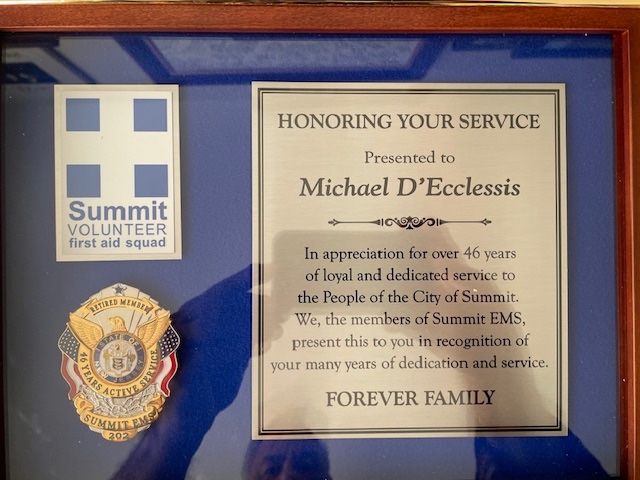 Summit
VOLUNTEER
first aid squad
HONORING YOUR SERVICE
Presented to
Michael D'Ecclessis
In appreciation for over 46 years
of loyal and dedicated service to
the People of the City of Summit.
We, the members of Summit EMS,
present this to you in recognition of
your many years of dedication and service.
FOREVER FAMILY
RETIRED MEMBER
STATE OF
46 YEARS ACTIVE SERVICE
SUMMIT EMS